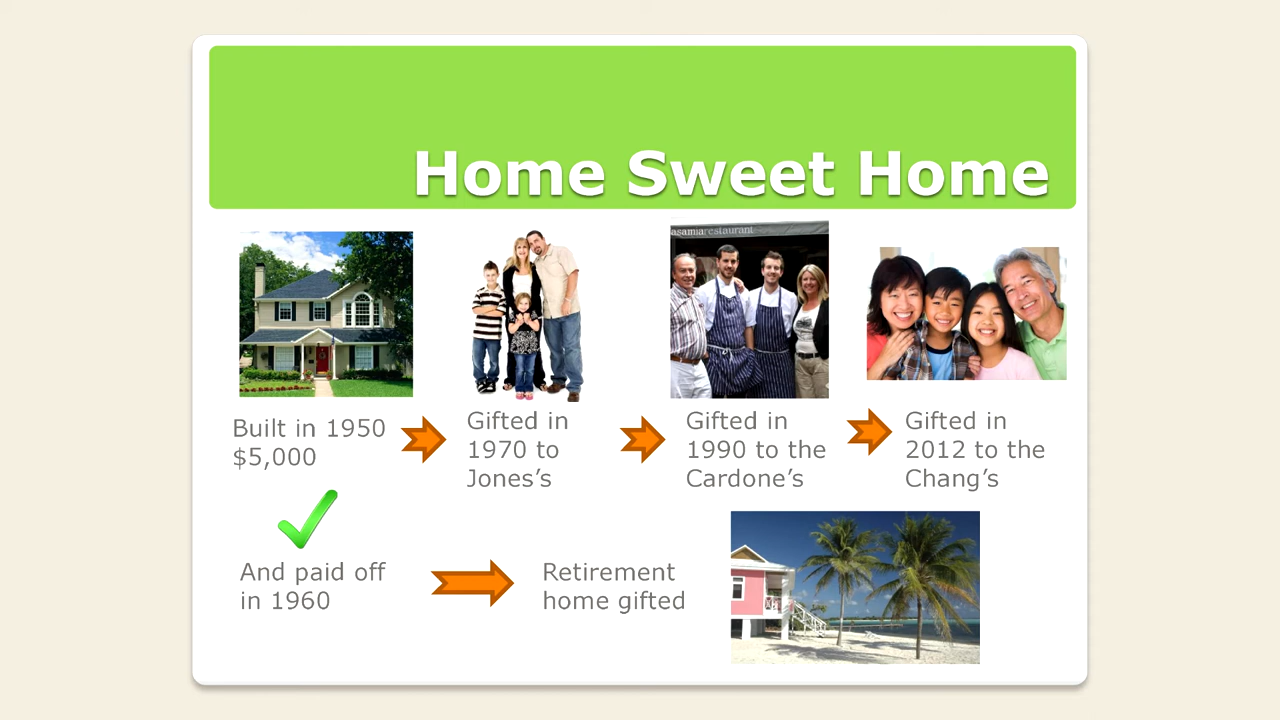 Home Sweet Home
asamiarestaurant
Built in 1950
$5,000
Gifted in
1970 to
Jones’s
Gifted in
1990 to the
Cardone’s
Gifted in
2012 to the
Chang’s
And paid off
in 1960
Retirement
home gifted